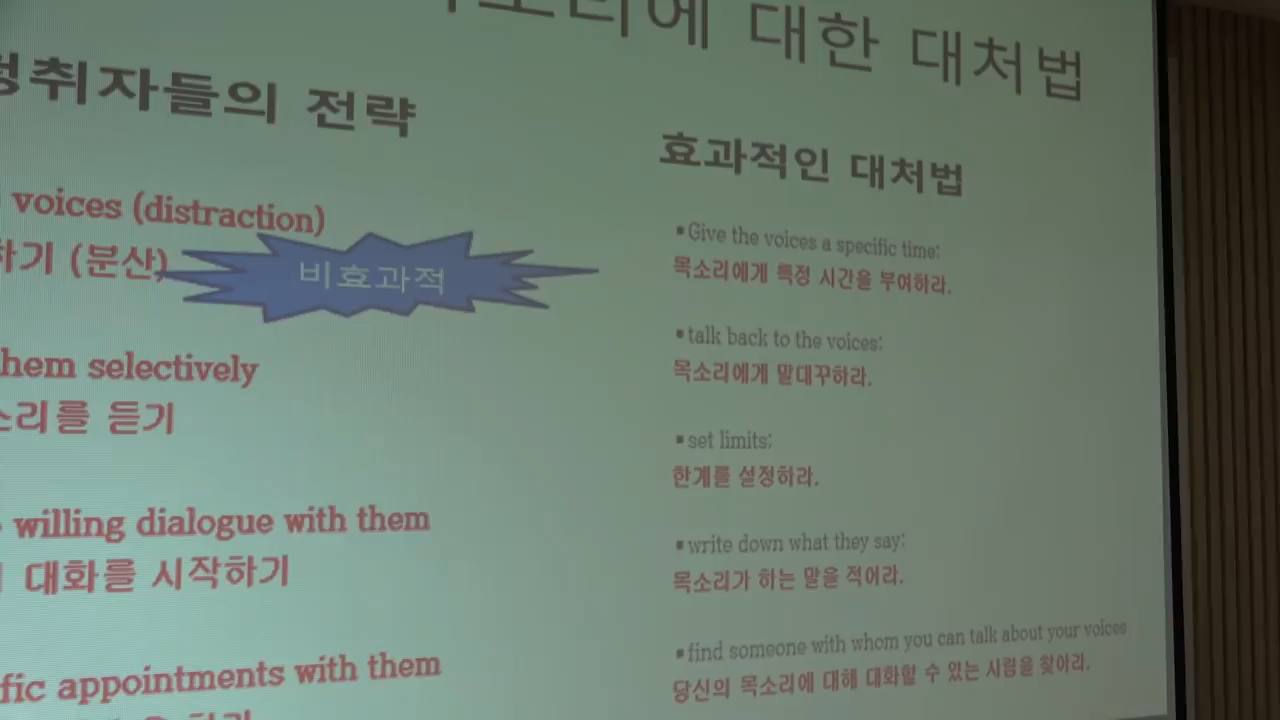 목소리에 대한 대처법
청취자들의 전략
voices (distraction)
하기 (분산)
비효과적
them selectively
소리를 듣기
willing dialogue with them
대화를 시작하기
appointments with them
효과적인 대처법
▪Give the voices a specific time:
목소리에게 특정 시간을 부여하라.
▪talk back to the voices:
목소리에게 말대꾸하라.
▪set limits:
한계를 설정하라.
▪write down what they say:
목소리가 하는 말을 적어라.
▪find someone with whom you can talk about your voices
당신의 목소리에 대해 대화할 수 있는 사람을 찾아라.